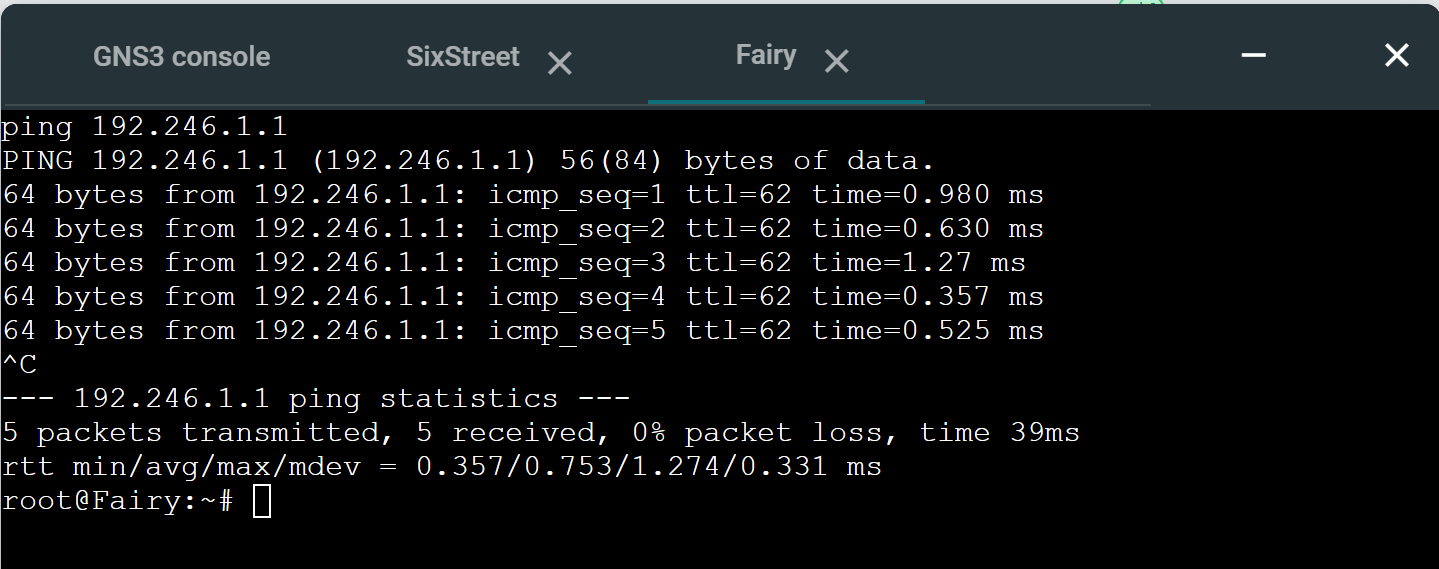 GNS3 console SixStreet Fairy
ping 192.246.1.1
PING 192.246.1.1 (192.246.1.1) 56(84) bytes of data.
64 bytes from 192.246.1.1: icmp_seq=1 ttl=62 time=0.980 ms
64 bytes from 192.246.1.1: icmp_seq=2 ttl=62 time=0.630 ms
64 bytes from 192.246.1.1: icmp_seq=3 ttl=62 time=1.27 ms
64 bytes from 192.246.1.1: icmp_seq=4 ttl=62 time=0.357 ms
64 bytes from 192.246.1.1: icmp_seq=5 ttl=62 time=0.525 ms
^C
--- 192.246.1.1 ping statistics ---
5 packets transmitted, 5 received, 0% packet loss, time 39ms
rtt min/avg/max/mdev = 0.357/0.753/1.274/0.331 ms
root@Fairy:~#